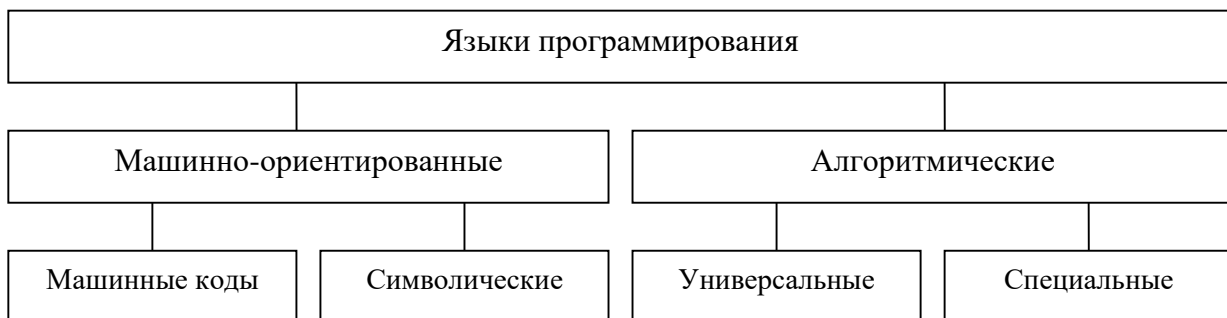 Языки программирования
Машинно-ориентированные
Алгоритмические
Машинные коды
Символические
Универсальные
Специальные